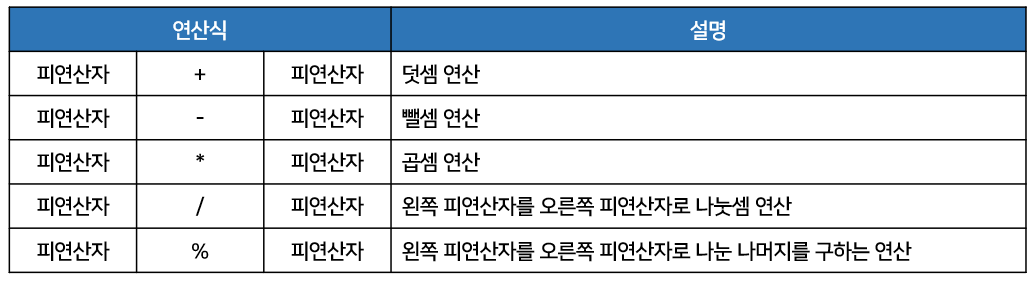 연산식 설명
피연산자 + 피연산자 덧셈 연산
피연산자 - 피연산자 뺄셈 연산
피연산자 * 피연산자 곱셈 연산
피연산자 / 피연산자 왼쪽 피연산자를 오른쪽 피연산자로 나눗셈 연산
피연산자 % 피연산자 왼쪽 피연산자를 오른쪽 피연산자로 나눈 나머지를 구하는 연산